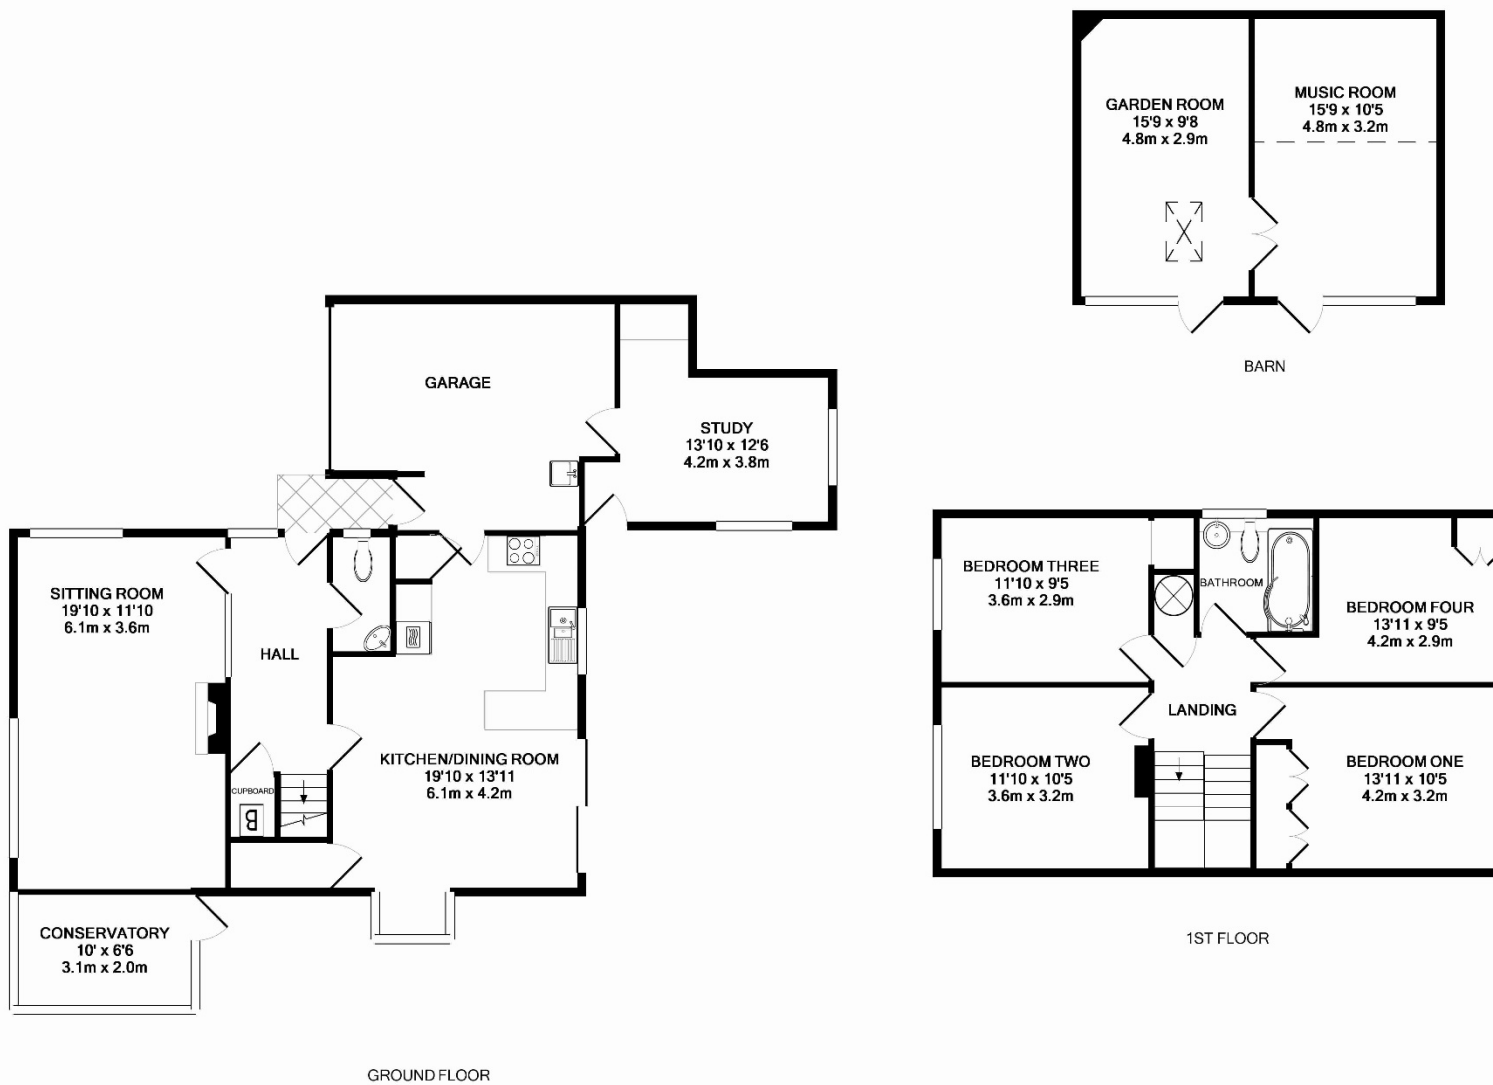 GARDEN ROOM
15'9 x 9'8
4.8m x 2.9m
MUSIC ROOM
15'9 x 10'5
4.8m x 3.2m
BARN
GARAGE
STUDY
13'10 x 12'6
4.2m x 3.8m
SITTING ROOM
19'10 x 11'10
6.1m x 3.6m
HALL
KITCHEN/DINING ROOM
19'10 x 13'11
6.1m x 4.2m
CUPBOARD
B
CONSERVATORY
10' x 6'6
3.1m x 2.0m
GROUND FLOOR
BEDROOM THREE
11'10 x 9'5
3.6m x 2.9m
BATHROOM
BEDROOM FOUR
13'11 x 9'5
4.2m x 2.9m
LANDING
BEDROOM TWO
11'10 x 10'5
3.6m x 3.2m
BEDROOM ONE
13'11 x 10'5
4.2m x 3.2m
1ST FLOOR